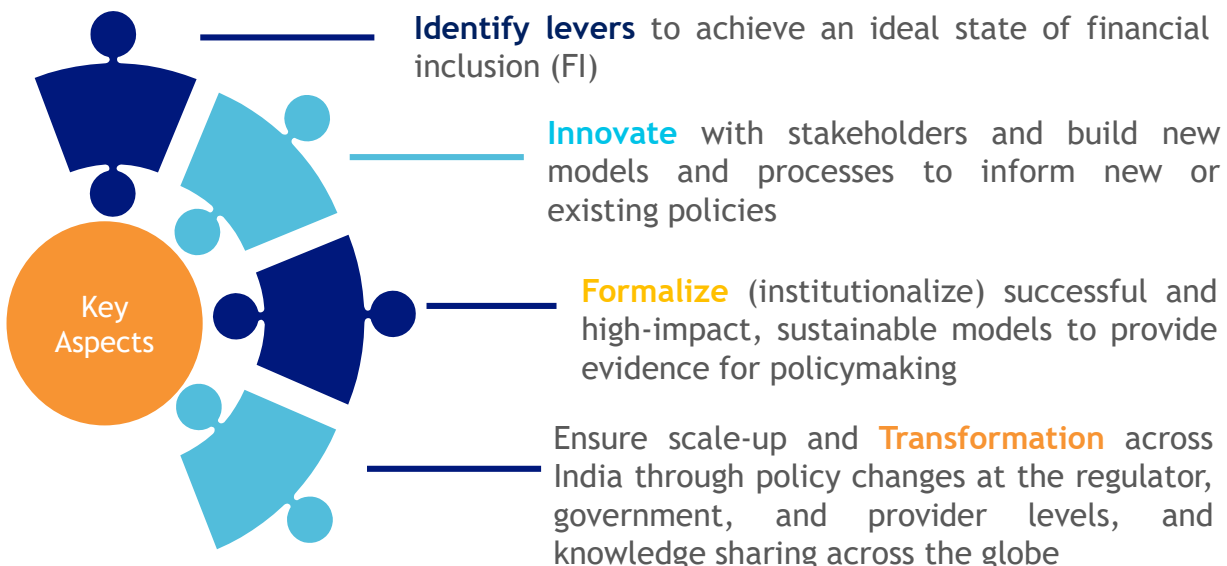 Identify levers to achieve an ideal state of financial
inclusion (FI)
Innovate with stakeholders and build new
models and processes to inform new or
existing policies
Key
Aspects
Formalize (institutionalize) successful and
high-impact, sustainable models to provide
evidence for policymaking
Ensure scale-up and Transformation across
India through policy changes at the regulator,
government, and provider levels, and
knowledge sharing across the globe